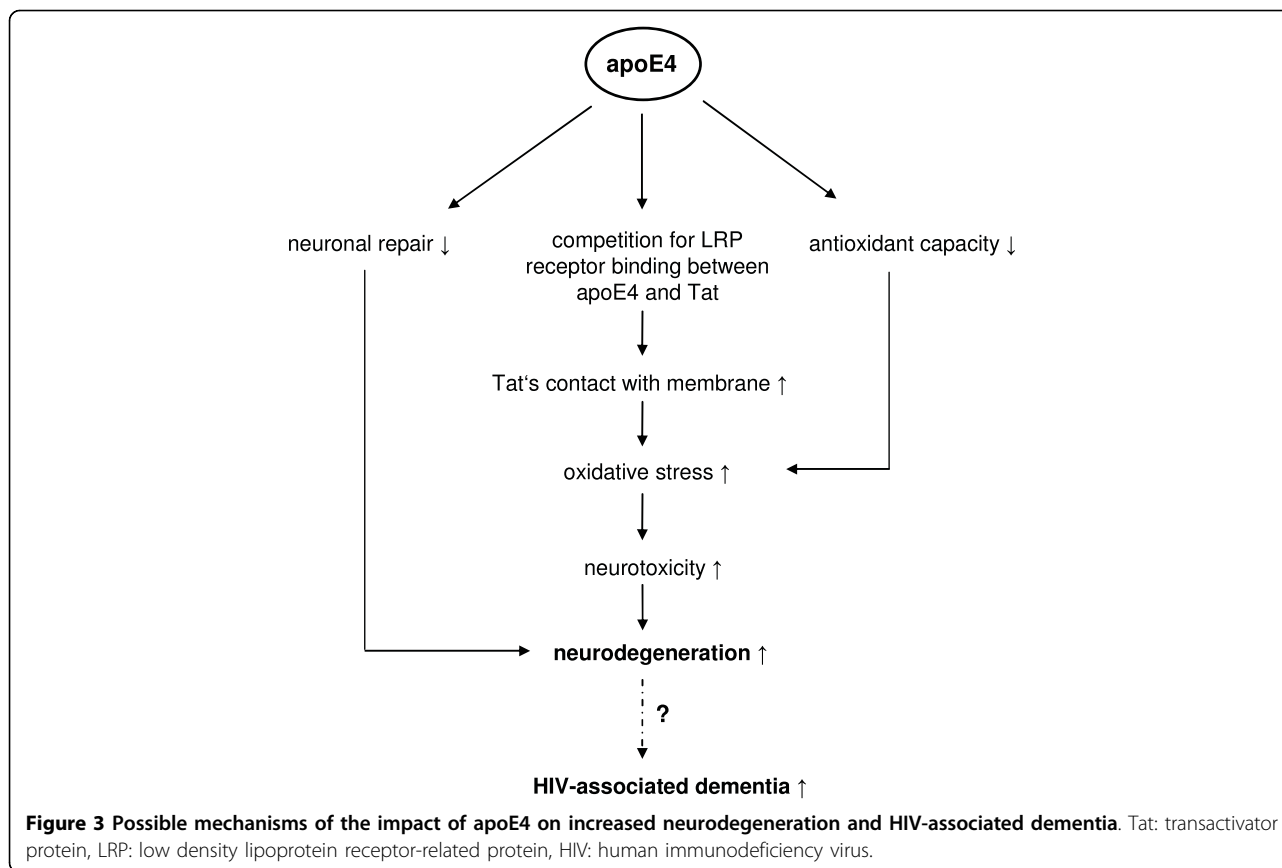 apoE4
neuronal repair ↓
competition for LRP
receptor binding between
apoE4 and Tat
antioxidant capacity ↓
Tat‘s contact with membrane ↑
oxidative stress ↑
neurotoxicity ↑
neurodegeneration ↑
?
HIV-associated dementia ↑
Figure 3 Possible mechanisms of the impact of apoE4 on increased neurodegeneration and HIV-associated dementia. Tat: transactivator
protein, LRP: low density lipoprotein receptor-related protein, HIV: human immunodeficiency virus.